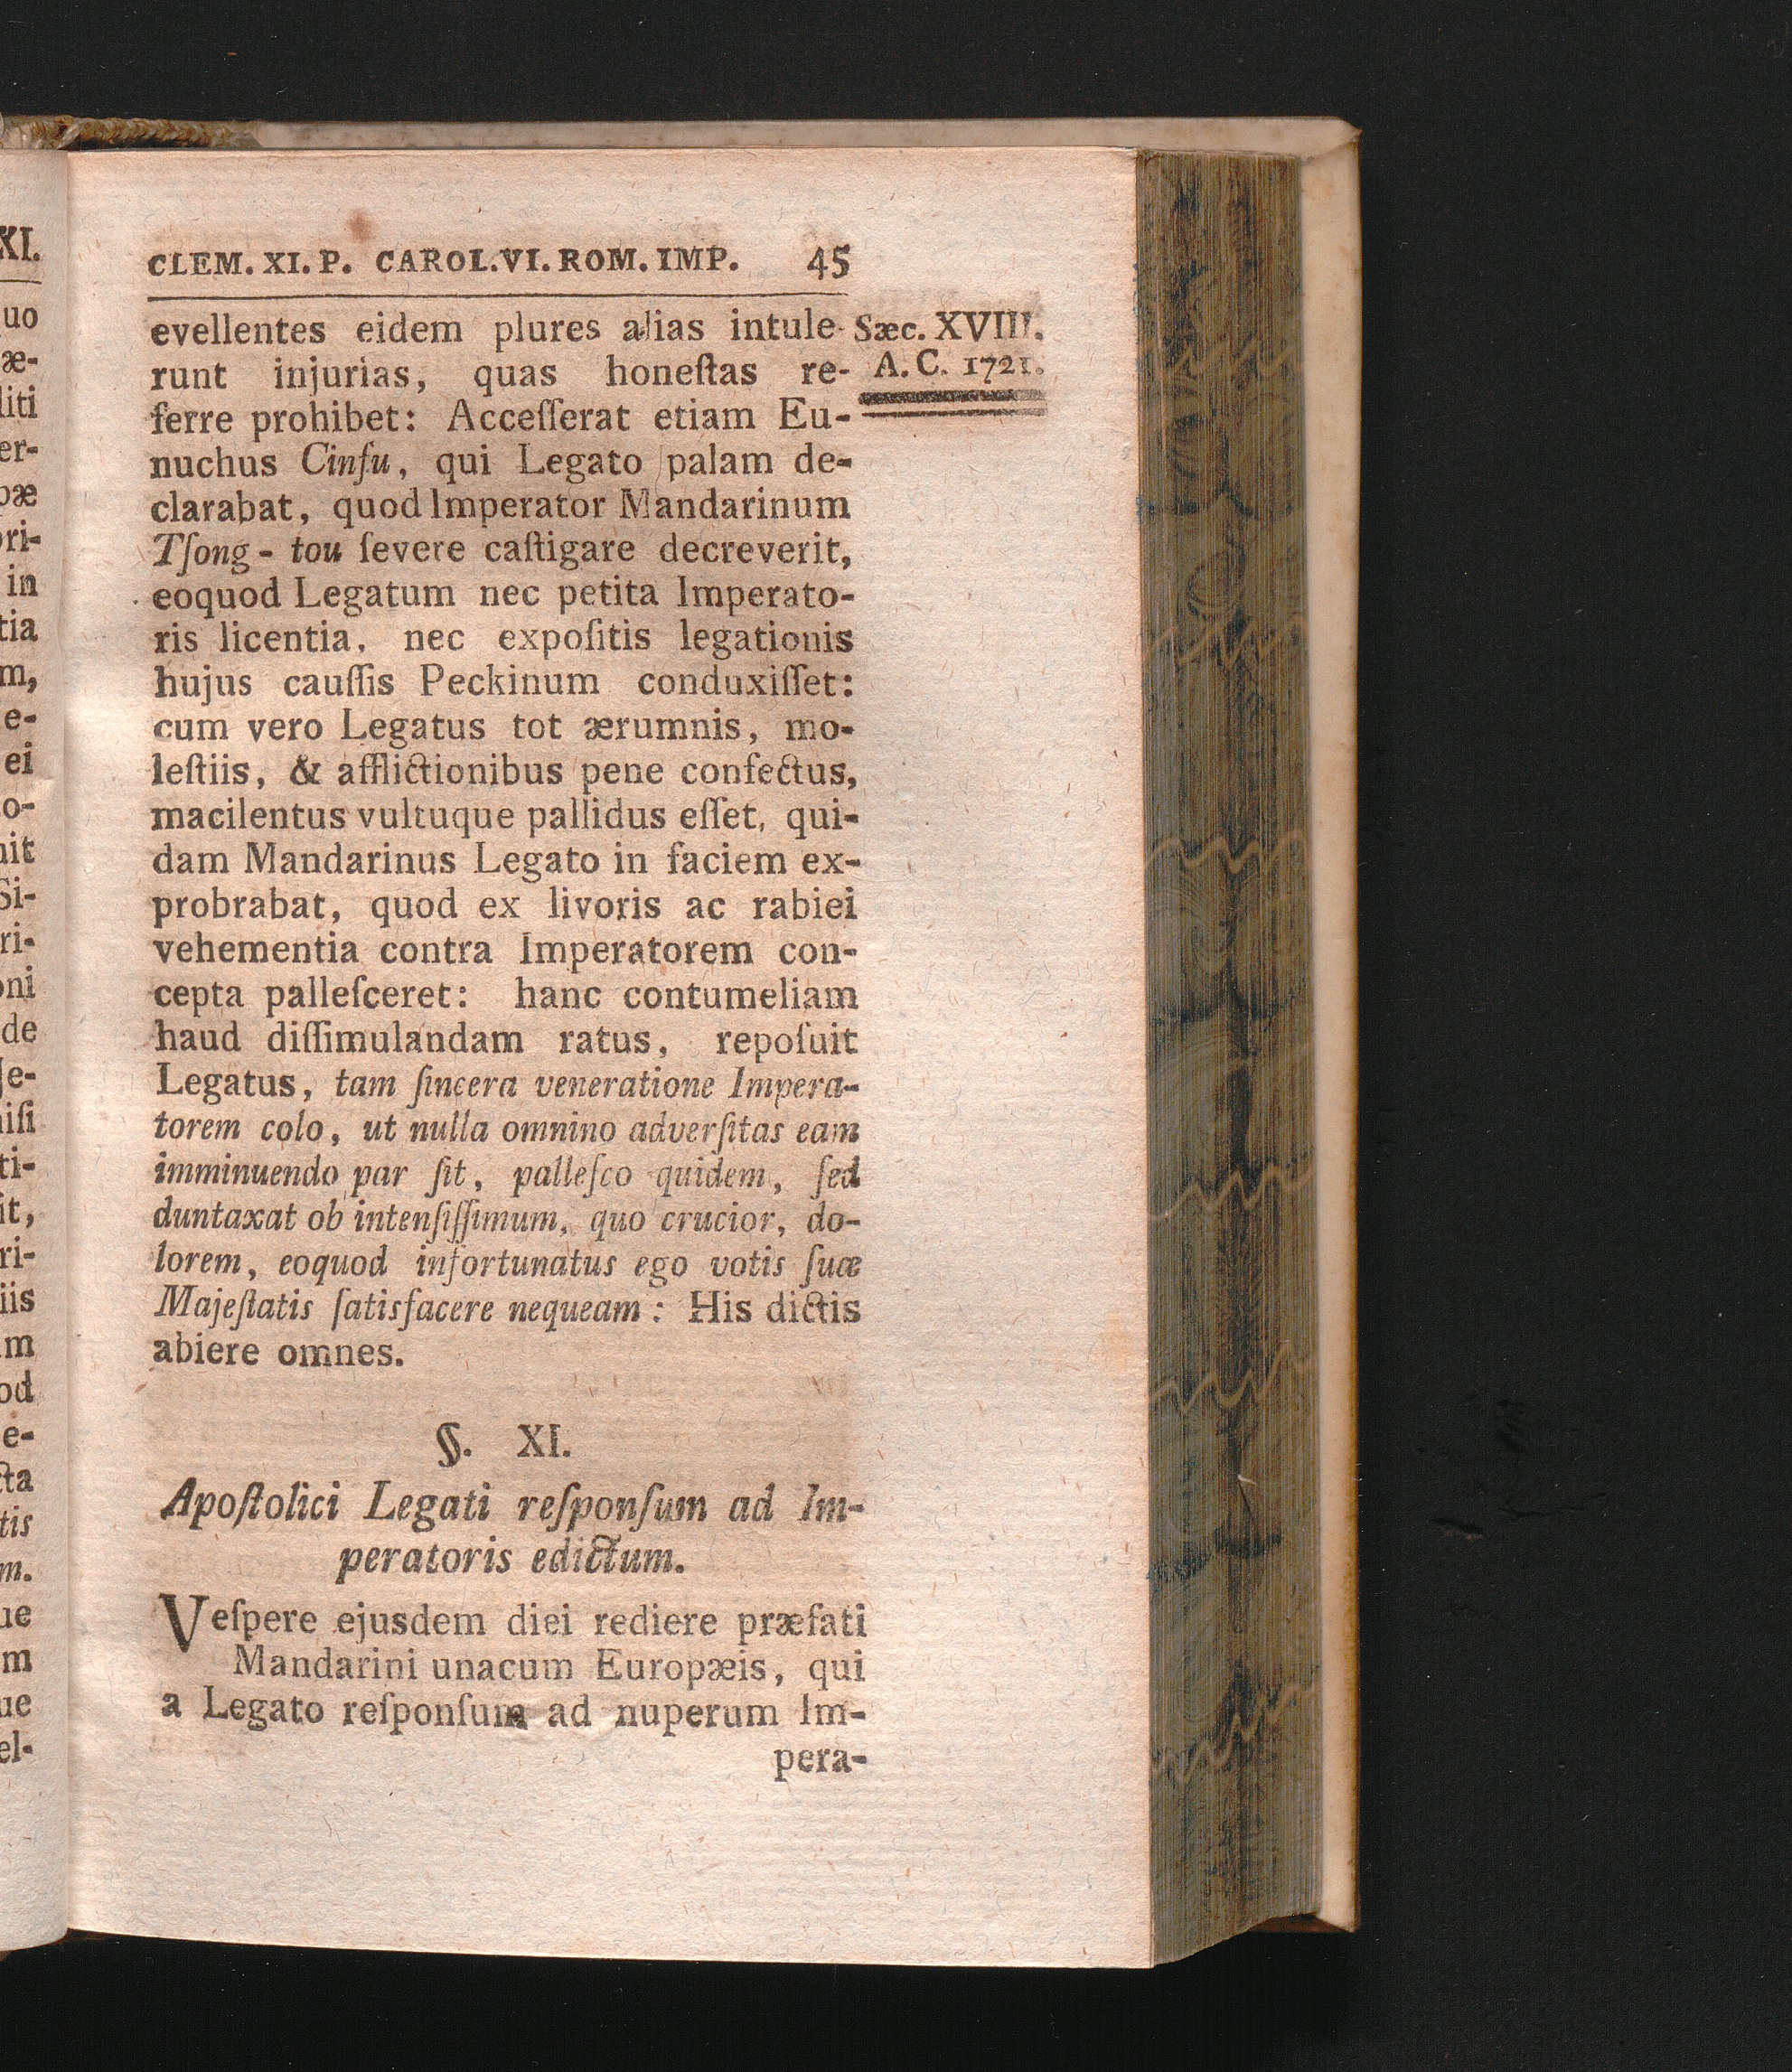 CLEM. XI. P. CAROL. VI. ROM. IMP. 45
Sæc. XVIII.
A. C. 1721.
evellentes eidem plures alias intule-
runt injurias, quas honeſtas re-
ferre prohibet: Acceſſerat etiam Eu-
nuchus Cinfu, qui Legato palam de-
clarabat, quod Imperator Mandarinum
Tſong - tou ſevere caſtigare decreverit,
eoquod Legatum nec petita Imperato-
ris licentia, nec expoſitis legationis
hujus cauſſis Peckinum conduxiſſet:
cum vero Legatus tot ærumnis, mo-
leſtiis, & afflictionibus pene confectus,
macilentus vultuque pallidus eſſet, qui-
dam Mandarinus Legato in faciem ex-
probrabat, quod ex livoris ac rabiei
vehementia contra Imperatorem con-
cepta palleſceret: hanc contumeliam
haud diſſimulandam ratus, repoſuit
Legatus, tam ſincera veneratione Impera-
torem colo, ut nulla omnino adverſitas eam
imminuendo par ſit, palleſco quidem, ſed
duntaxat ob intenſiſſimum, quo crucior, do-
lorem, eoquod infortunatus ego votis ſuæ
Majeſtatis ſatisfacere nequeam: His dictis
abiere omnes.
§. XI.
Apoſtolici Legati reſponſum ad Im-
peratoris edictum.
Veſpere ejusdem diei rediere præfati
Mandarini unacum Europæis, qui
a Legato reſponſum ad nuperum Im-
pera-